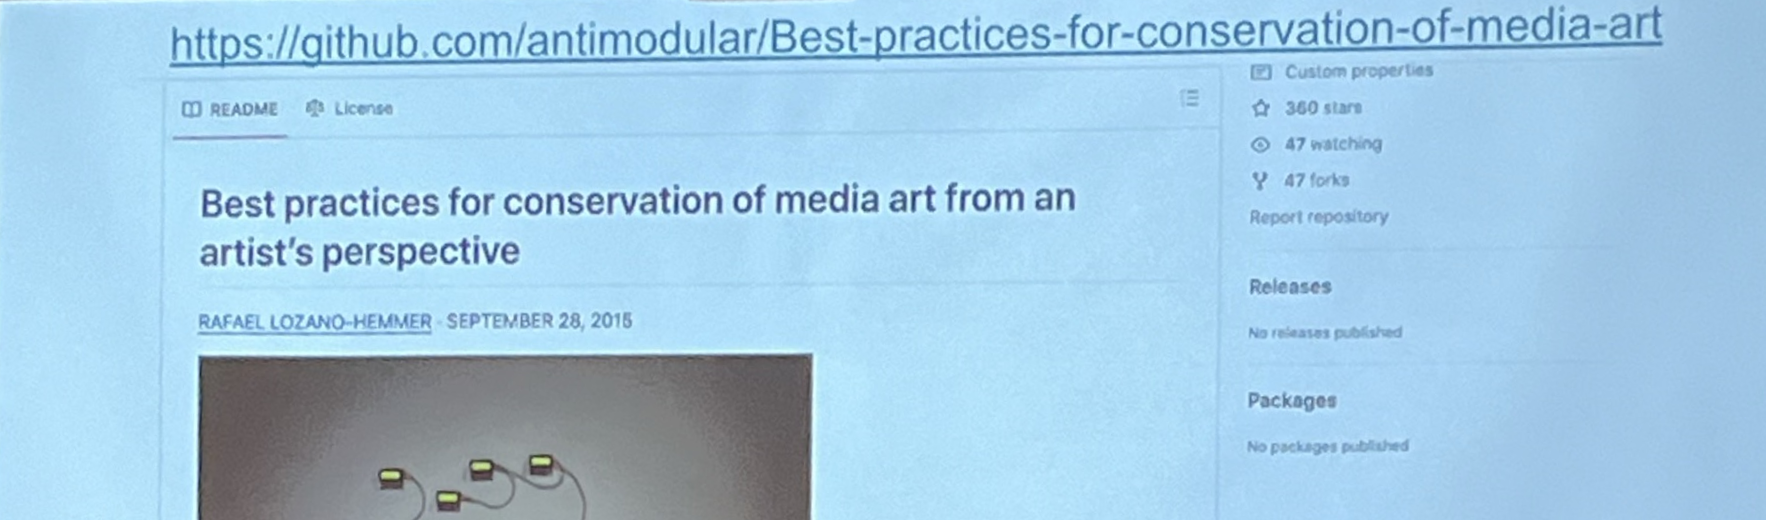 https://github.com/antimodular/Best-practices-for-conservation-of-media-art
README License
Best practices for conservation of media art from an
artist's perspective
RAFAEL LOZANO-HEMMER · SEPTEMBER 28, 2015
Custom properties
360 stars
47 watching
47 forks
Report repository
Releases
No releases published
Packages
No packages published